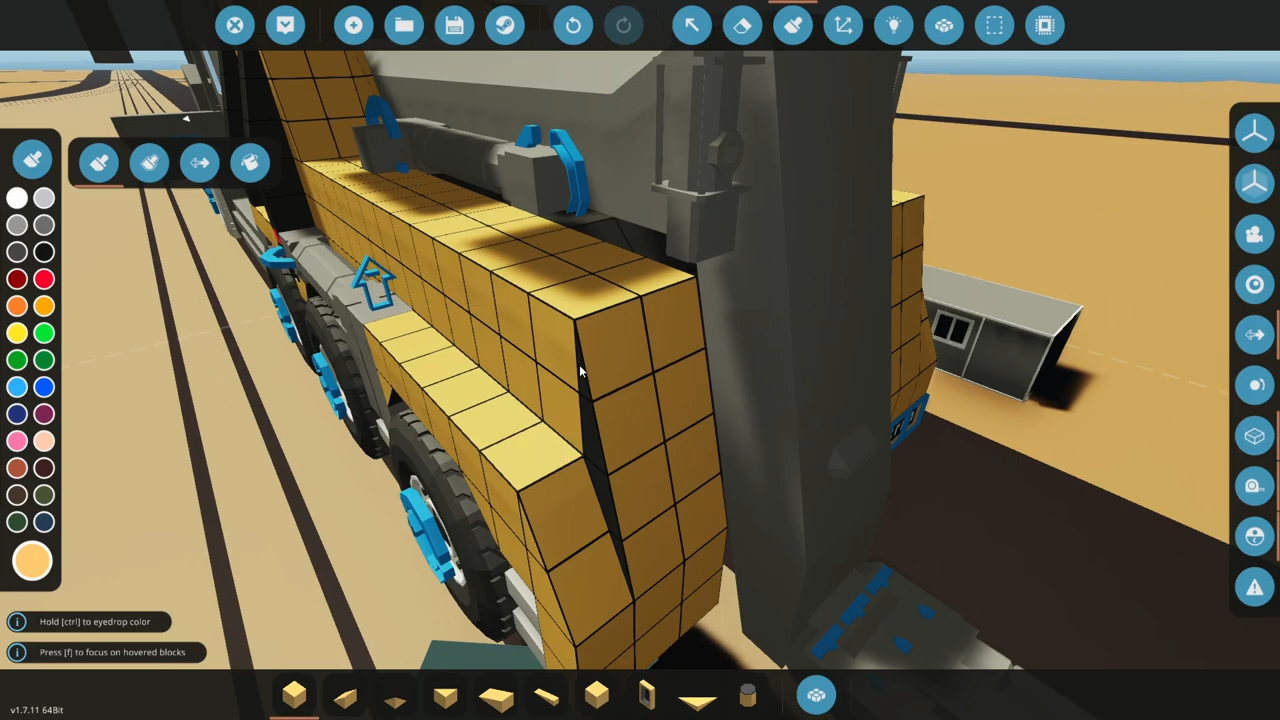 Hold [ctrl] to eyedrop color
Press [f] to focus on hovered blocks
v1.7.11 64Bit